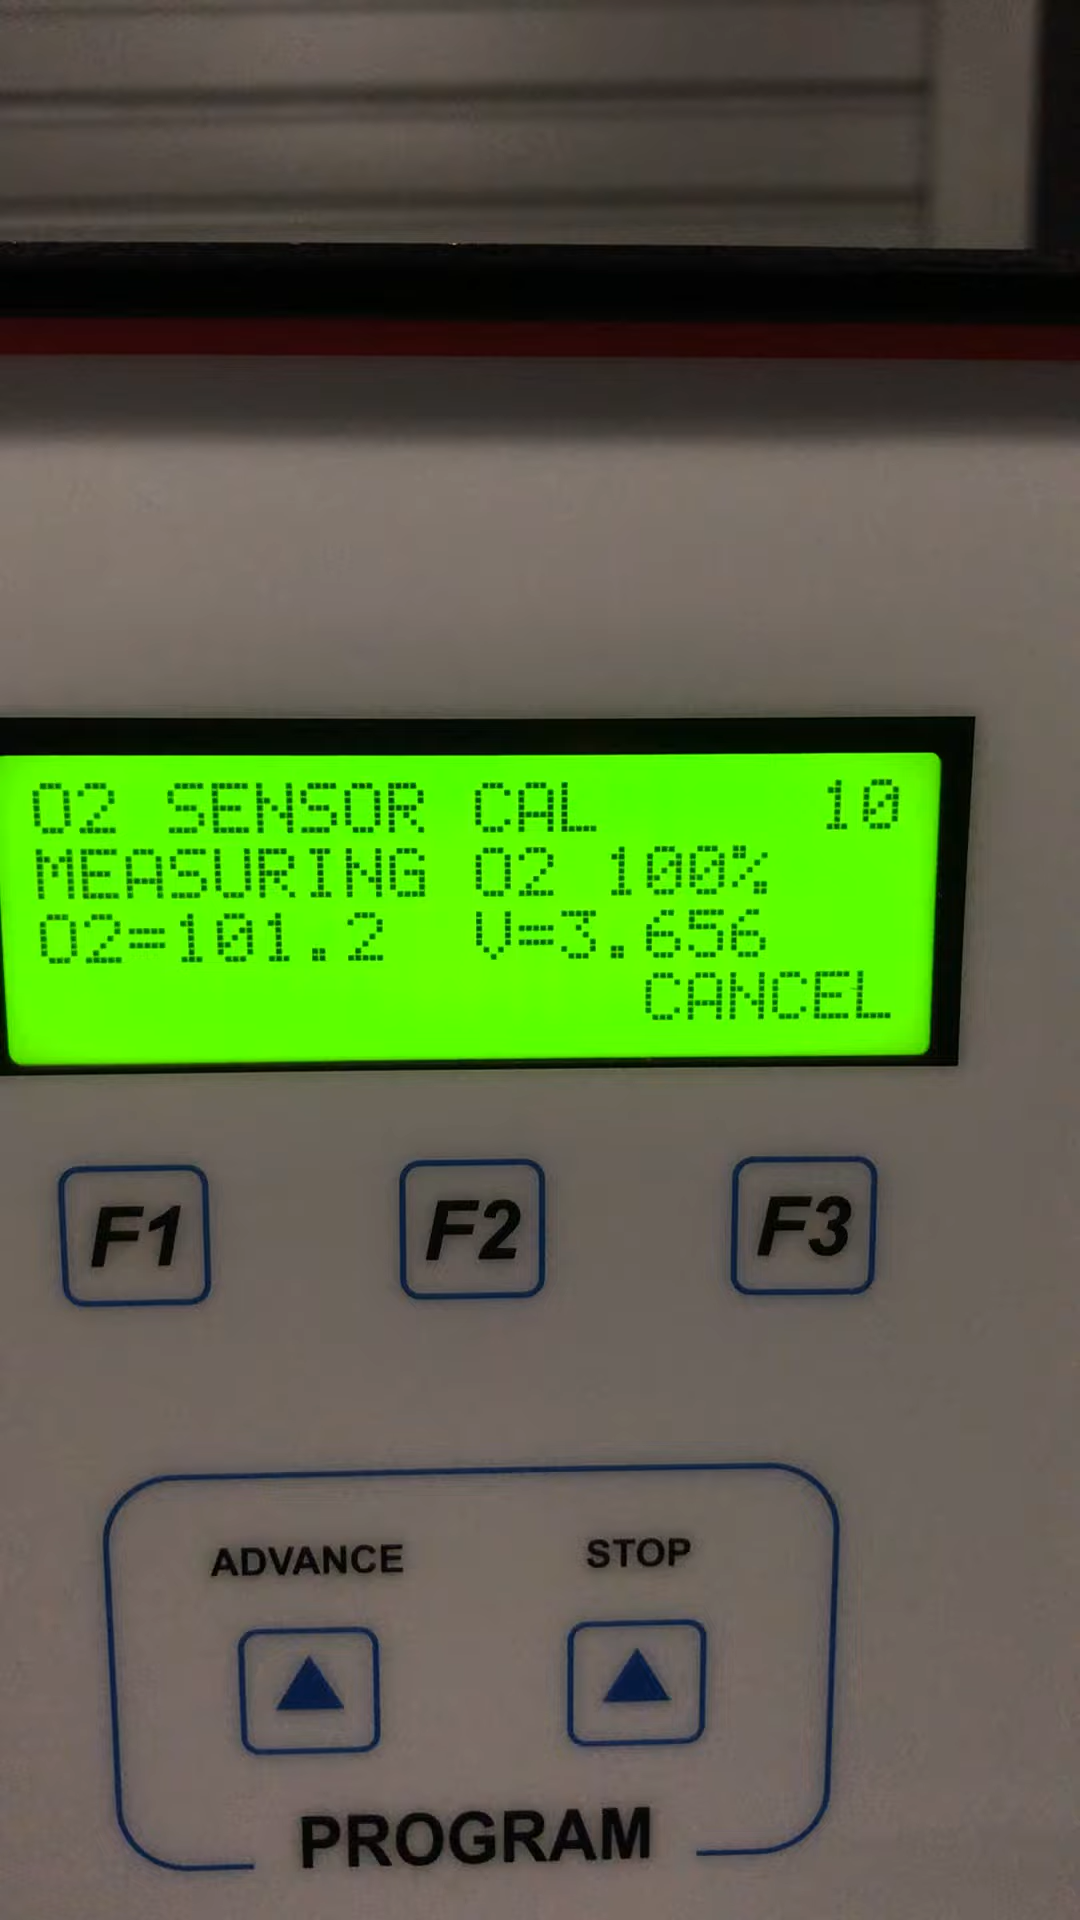 O2 SENSOR CAL 10
MEASURING O2 100%
O2=101.2 V=3.656
CANCEL
F1 F2 F3
ADVANCE STOP
PROGRAM